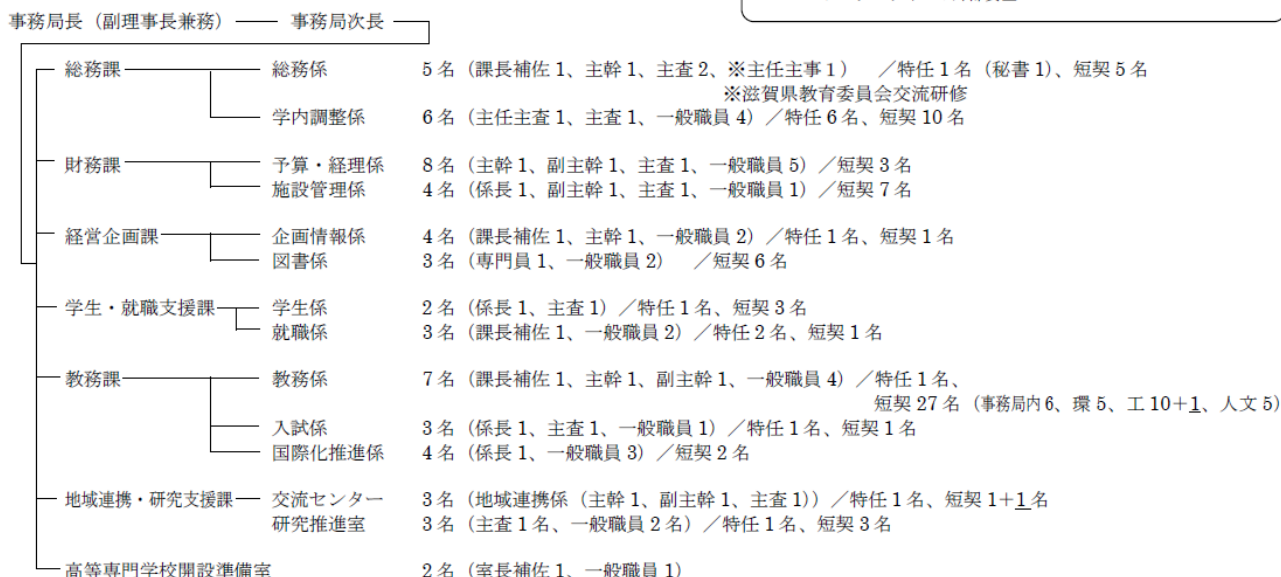 事務局長（副理事長兼務） 事務局次長
総務課 総務係 5名（課長補佐1、主幹1、主査2、※主任主事1） ／特任1名（秘書1）、短契5名
※滋賀県教育委員会交流研修
学内調整係 6名（主任主査1、主査1、一般職員4）／特任6名、短契10名
財務課 予算・経理係 8名（主幹1、副主幹1、主査1、一般職員5）／短契3名
施設管理係 4名（係長1、副主幹1、主査1、一般職員1）／短契7名
経営企画課 企画情報係 4名（課長補佐1、主幹1、一般職員2）／特任1名、短契1名
図書係 3名（専門員1、一般職員2） ／短契6名
学生・就職支援課 学生係 2名（係長1、主査1）／特任1名、短契3名
就職係 3名（課長補佐1、一般職員2）／特任2名、短契1名
教務課 教務係 7名（課長補佐1、主幹1、副主幹1、一般職員4）／特任1名、
短契27名（事務局内6、環5、工10+1、人文5）
入試係 3名（係長1、主査1、一般職員1）／特任1名、短契1名
国際化推進係 4名（係長1、一般職員3）／短契2名
地域連携・研究支援課 交流センター 3名（地域連携係（主幹1、副主幹1、主査1））／特任1名、短契1+1名
研究推進室 3名（主査1名、一般職員2名）／特任1名、短契3名
高等専門学校開設準備室 2名（室長補佐1、一般職員1）